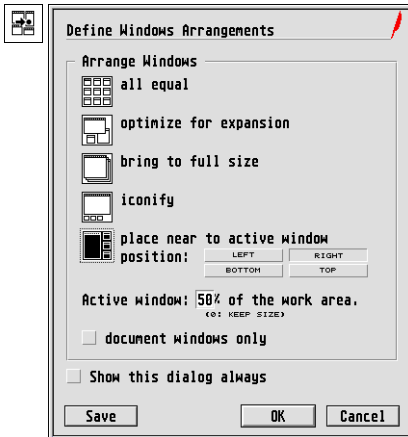 Define Windows Arrangements
Arrange Windows
all equal
optimize for expansion
bring to full size
iconify
place near to active window
position: LEFT RIGHT
BOTTOM TOP
Active window: 50% of the work area.
(0: KEEP SIZE)
document windows only
Show this dialog always
Save OK Cancel